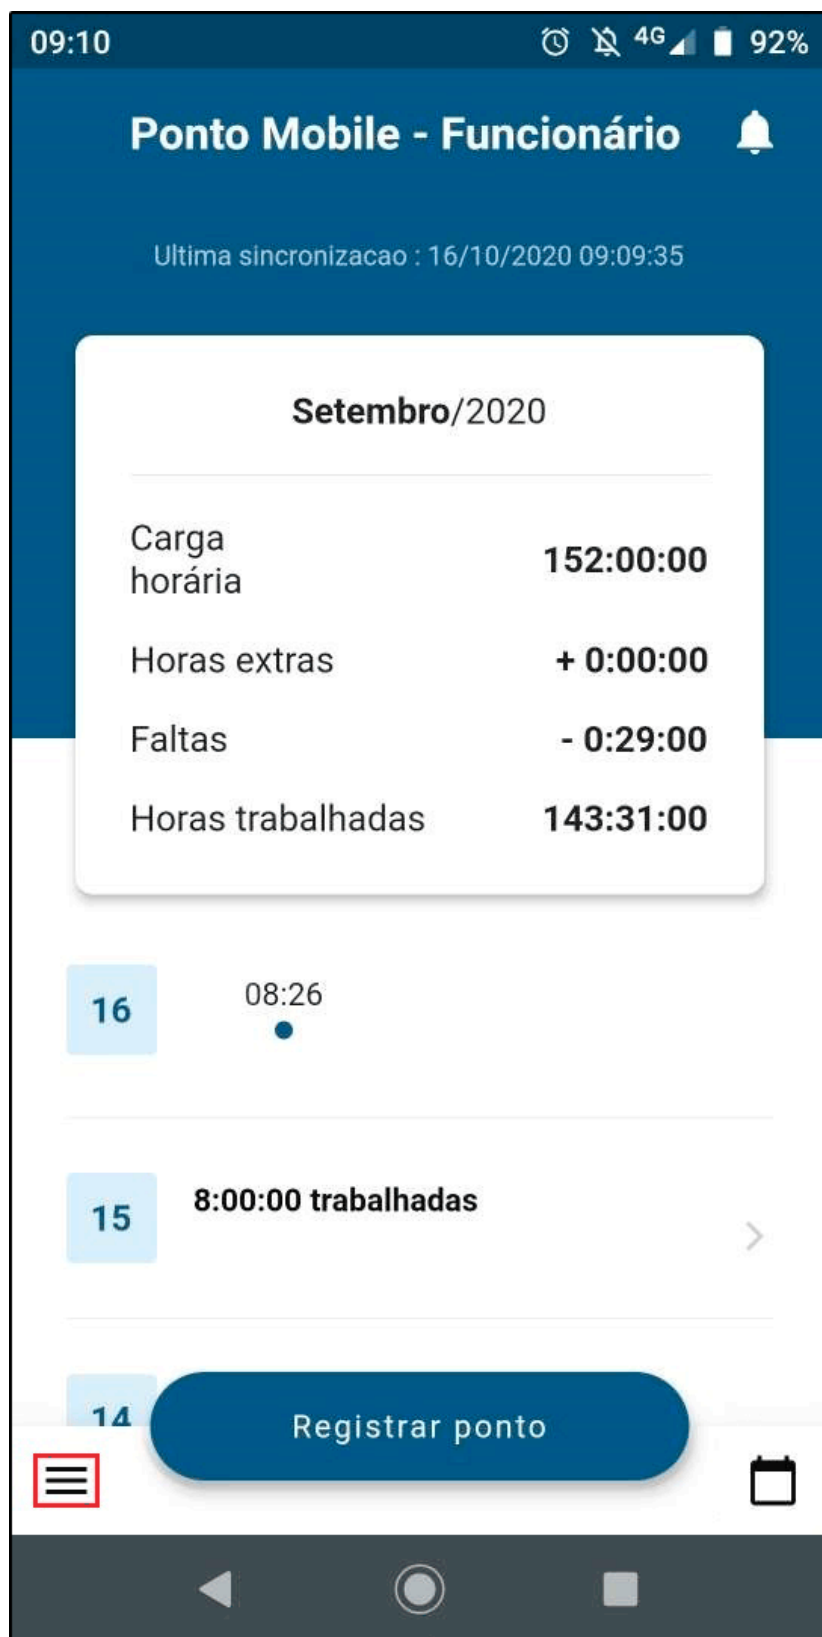 09:10 4G 92%
Ponto Mobile - Funcionário
Ultima sincronizacao : 16/10/2020 09:09:35
Setembro/2020
Carga
horária 152:00:00
Horas extras + 0:00:00
Faltas - 0:29:00
Horas trabalhadas 143:31:00
16 08:26
15 8:00:00 trabalhadas
14
Registrar ponto